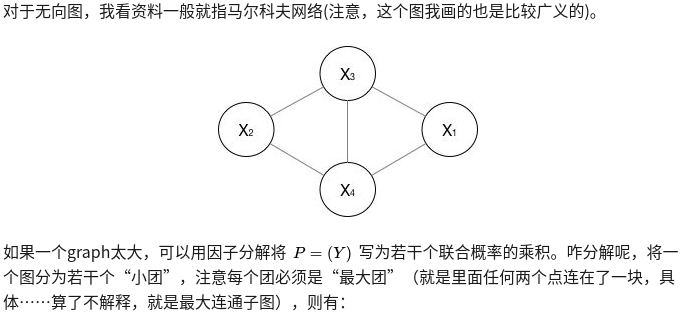 对于无向图，我看资料一般就指马尔科夫网络(注意，这个图我画的也是比较广义的)。
X₃
X₂
X₁
X₄
如果一个graph太大，可以用因子分解将 P = (Y) 写为若干个联合概率的乘积。咋分解呢，将一
个图分为若干个“小团”，注意每个团必须是“最大团”（就是里面任何两个点连在了一块，具
体……算了不解释，就是最大连通子图），则有：